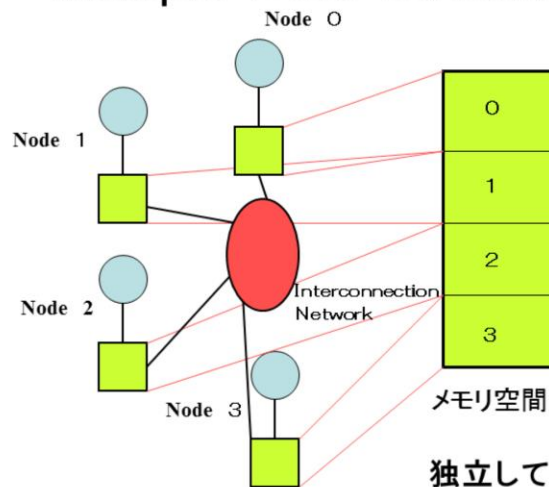 Node 0
Node 1
Node 2
Node 3
Interconnection
Network
0
1
2
3
メモリ空間
独立して